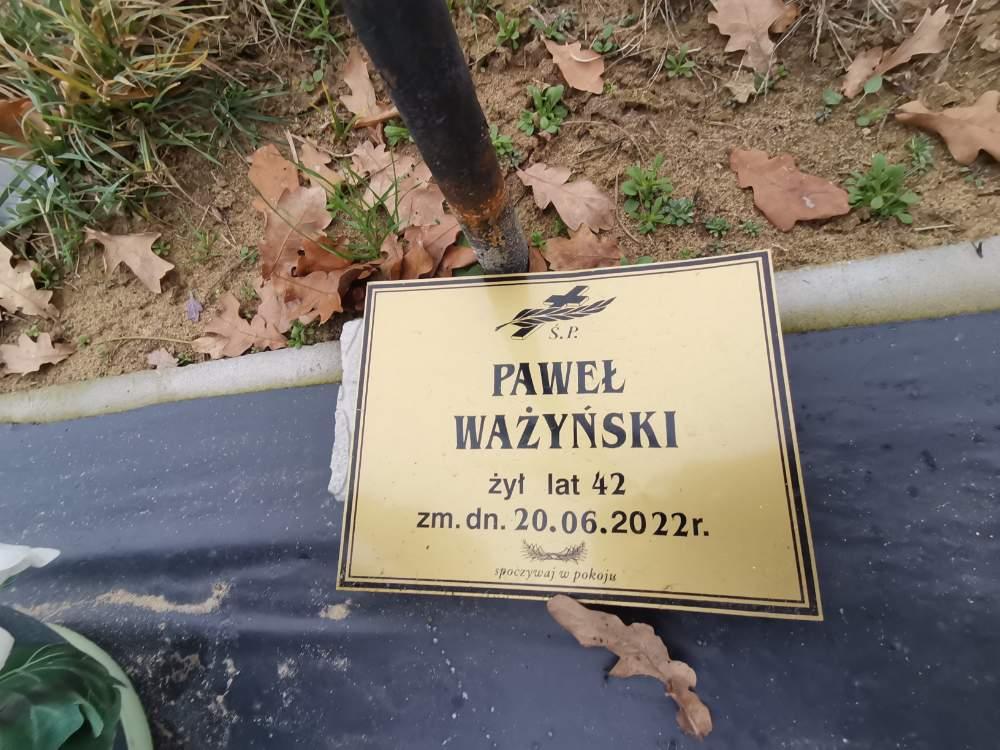 Ś.P.
PAWEŁ
WAŻYŃSKI
żył lat 42
zm. dn. 20.06.2022r.
spoczywaj w pokoju